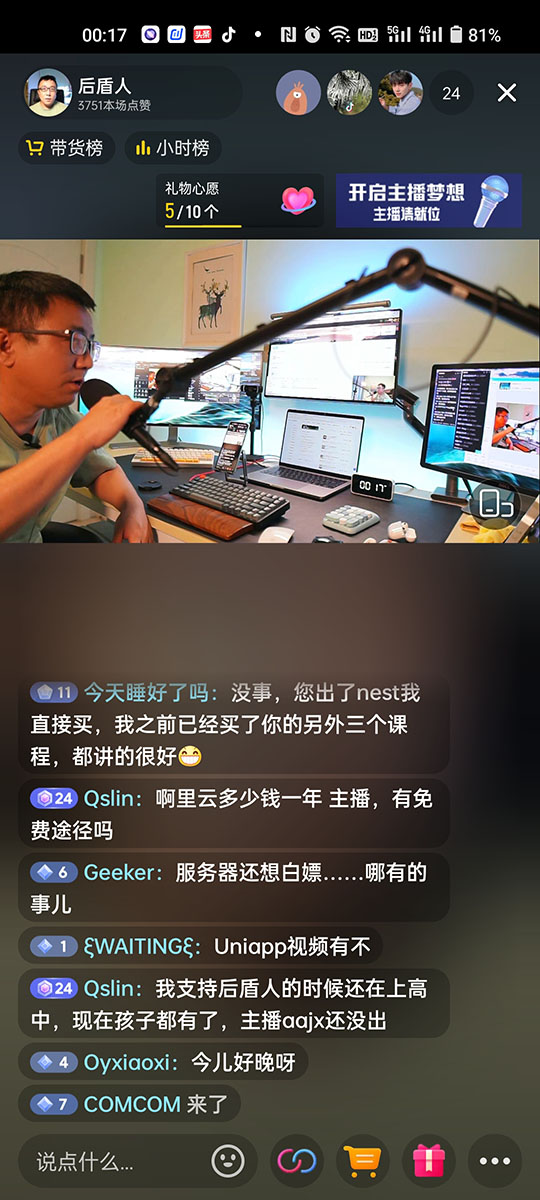 00:17
头条
HD
5G
4G
81%
后盾人
3751本场点赞
24
带货榜
小时榜
礼物心愿
5/10个
开启主播梦想
主播请就位
00:17
11 今天睡好了吗：没事，您出了nest我
直接买，我之前已经买了你的另外三个课
程，都讲的很好😁
24 Qslin：啊里云多少钱一年 主播，有免
费途径吗
6 Geeker：服务器还想白嫖……哪有的
事儿
1 ξWAITINGξ：Uniapp视频有不
24 Qslin：我支持后盾人的时候还在上高
中，现在孩子都有了，主播aajx还没出
4 Oyxiaoxi：今儿好晚呀
7 COMCOM 来了
说点什么...